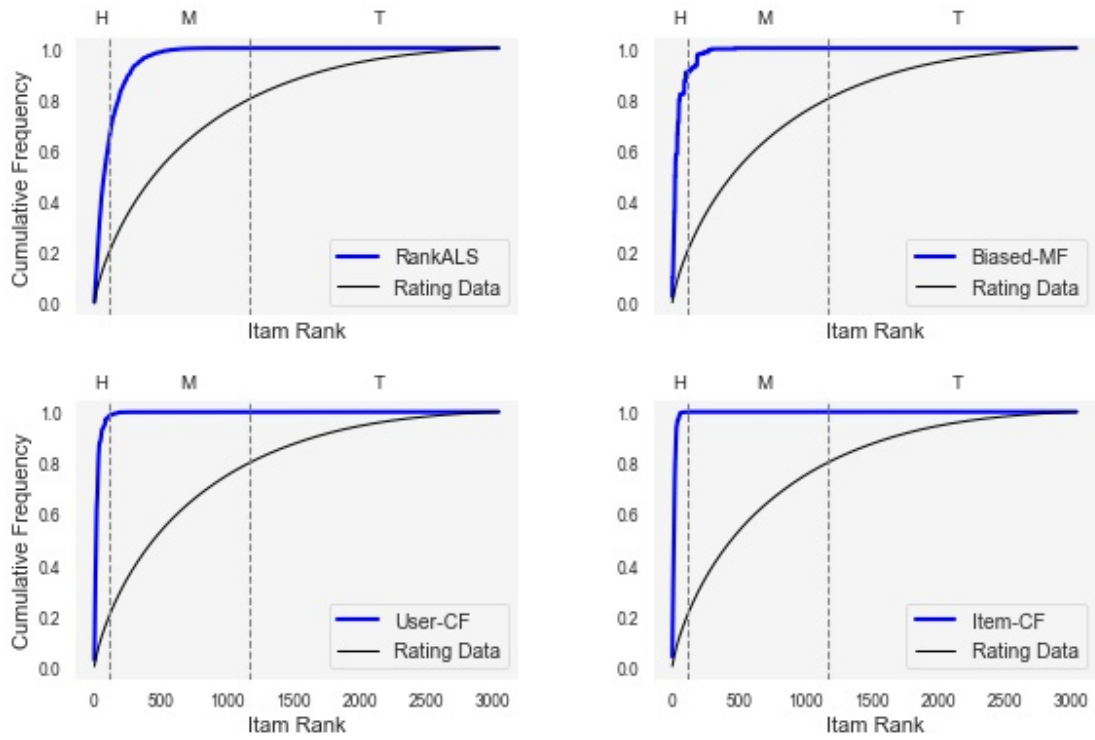 H M T
H M T
1.0
1.0
0.8
0.8
0.6
0.6
0.4
0.4
0.2
0.2
0.0
0.0
Cumulative Frequency
RankALS
Rating Data
Biased-MF
Rating Data
Itam Rank
Itam Rank
H M T
H M T
1.0
1.0
0.8
0.8
0.6
0.6
0.4
0.4
0.2
0.2
0.0
0.0
Cumulative Frequency
User-CF
Rating Data
Item-CF
Rating Data
0 500 1000 1500 2000 2500 3000
0 500 1000 1500 2000 2500 3000
Itam Rank
Itam Rank